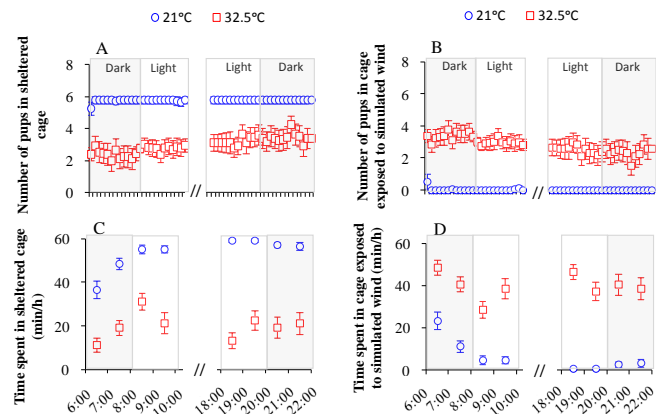 21ºC 32.5ºC 21ºC 32.5ºC
A
B
Dark Light Light Dark
Dark Light Light Dark
Number of pups in sheltered
cage
8
6
4
2
0
//
Number of pups in cage
exposed to simulated wind
8
6
4
2
0
//
C
D
Time spent in sheltered cage
(min/h)
60
40
20
0
//
6:00 7:00 8:00 9:00 10:00 18:00 19:00 20:00 21:00 22:00
Time spent in cage exposed
to simulated wind (min/h)
60
40
20
0
//
6:00 7:00 8:00 9:00 10:00 18:00 19:00 20:00 21:00 22:00